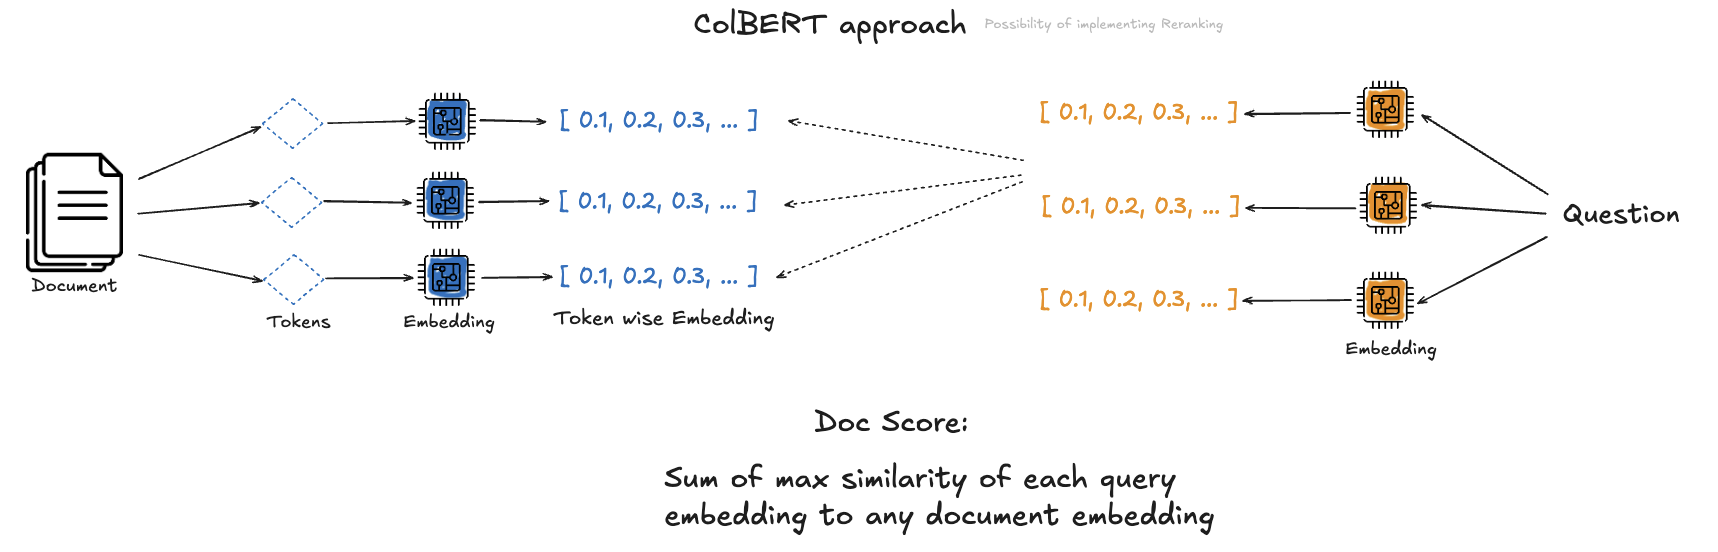 ColBERT approach
Possibility of implementing Reranking
[ 0.1, 0.2, 0.3, ... ]
[ 0.1, 0.2, 0.3, ... ]
[ 0.1, 0.2, 0.3, ... ]
[ 0.1, 0.2, 0.3, ... ]
Question
[ 0.1, 0.2, 0.3, ... ]
[ 0.1, 0.2, 0.3, ... ]
Document
Tokens
Embedding
Token wise Embedding
Embedding
Doc Score:
Sum of max similarity of each query
embedding to any document embedding